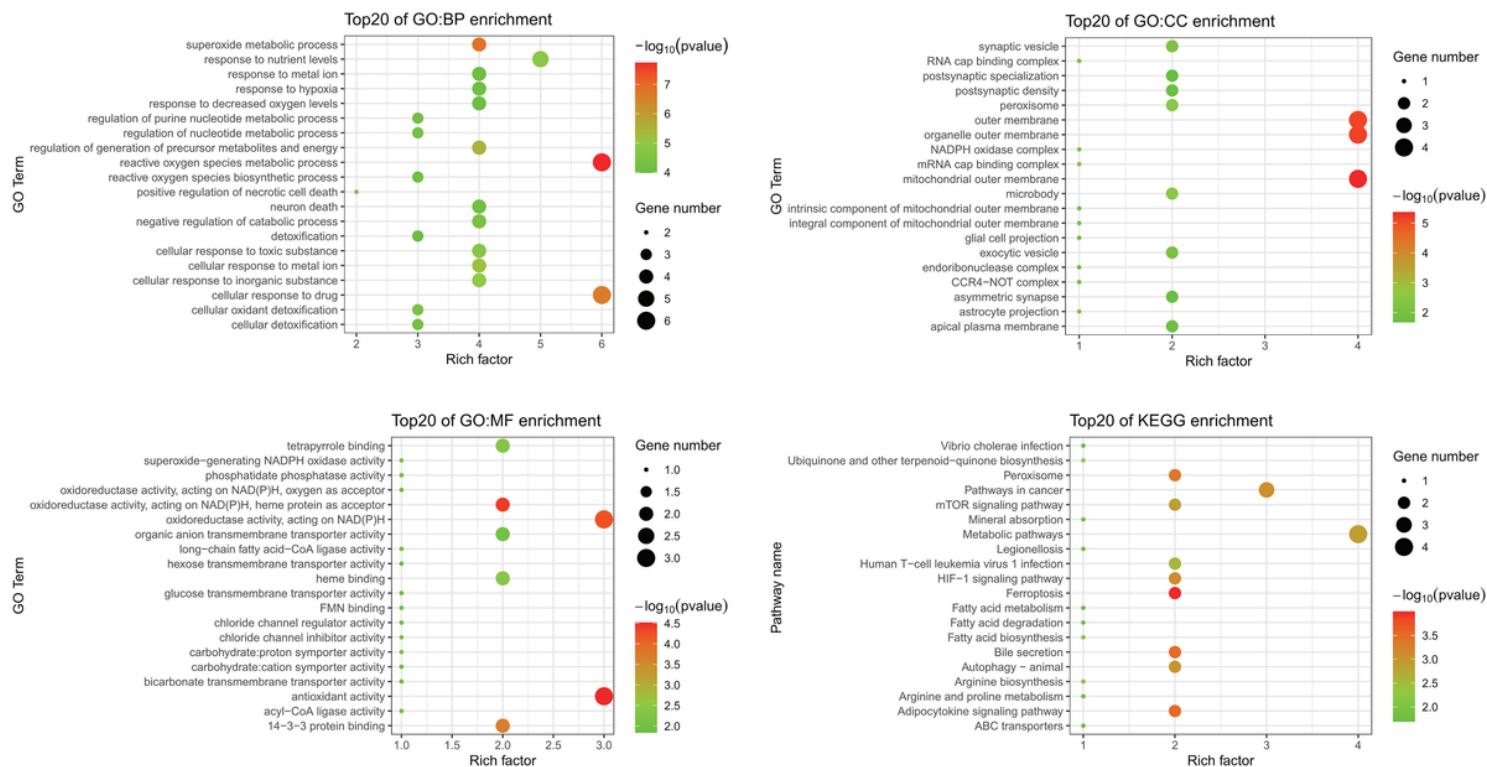 Top20 of GO:BP enrichment
GO Term
superoxide metabolic process
response to nutrient levels
response to metal ion
response to hypoxia
response to decreased oxygen levels
regulation of purine nucleotide metabolic process
regulation of nucleotide metabolic process
regulation of generation of precursor metabolites and energy
reactive oxygen species metabolic process
reactive oxygen species biosynthetic process
positive regulation of necrotic cell death
neuron death
negative regulation of catabolic process
detoxification
cellular response to toxic substance
cellular response to metal ion
cellular response to inorganic substance
cellular response to drug
cellular oxidant detoxification
cellular detoxification
2 3 4 5 6
Rich factor
−log10(pvalue)
7
6
5
4
Gene number
2
3
4
5
6
Top20 of GO:CC enrichment
GO Term
synaptic vesicle
RNA cap binding complex
postsynaptic specialization
postsynaptic density
peroxisome
outer membrane
organelle outer membrane
NADPH oxidase complex
mRNA cap binding complex
mitochondrial outer membrane
microbody
intrinsic component of mitochondrial outer membrane
integral component of mitochondrial outer membrane
glial cell projection
exocytic vesicle
endoribonuclease complex
CCR4−NOT complex
asymmetric synapse
astrocyte projection
apical plasma membrane
1 2 3 4
Rich factor
Gene number
1
2
3
4
−log10(pvalue)
5
4
3
2
Top20 of GO:MF enrichment
GO Term
tetrapyrrole binding
superoxide−generating NADPH oxidase activity
phosphatidate phosphatase activity
oxidoreductase activity, acting on NAD(P)H, oxygen as acceptor
oxidoreductase activity, acting on NAD(P)H, heme protein as acceptor
oxidoreductase activity, acting on NAD(P)H
organic anion transmembrane transporter activity
long−chain fatty acid−CoA ligase activity
hexose transmembrane transporter activity
heme binding
glucose transmembrane transporter activity
FMN binding
chloride channel regulator activity
chloride channel inhibitor activity
carbohydrate:proton symporter activity
carbohydrate:cation symporter activity
bicarbonate transmembrane transporter activity
antioxidant activity
acyl−CoA ligase activity
14−3−3 protein binding
1.0 1.5 2.0 2.5 3.0
Rich factor
Gene number
1.0
1.5
2.0
2.5
3.0
−log10(pvalue)
4.5
4.0
3.5
3.0
2.5
2.0
Top20 of KEGG enrichment
Pathway name
Vibrio cholerae infection
Ubiquinone and other terpenoid−quinone biosynthesis
Peroxisome
Pathways in cancer
mTOR signaling pathway
Mineral absorption
Metabolic pathways
Legionellosis
Human T−cell leukemia virus 1 infection
HIF−1 signaling pathway
Ferroptosis
Fatty acid metabolism
Fatty acid degradation
Fatty acid biosynthesis
Bile secretion
Autophagy − animal
Arginine biosynthesis
Arginine and proline metabolism
Adipocytokine signaling pathway
ABC transporters
1 2 3 4
Rich factor
Gene number
1
2
3
4
−log10(pvalue)
3.5
3.0
2.5
2.0